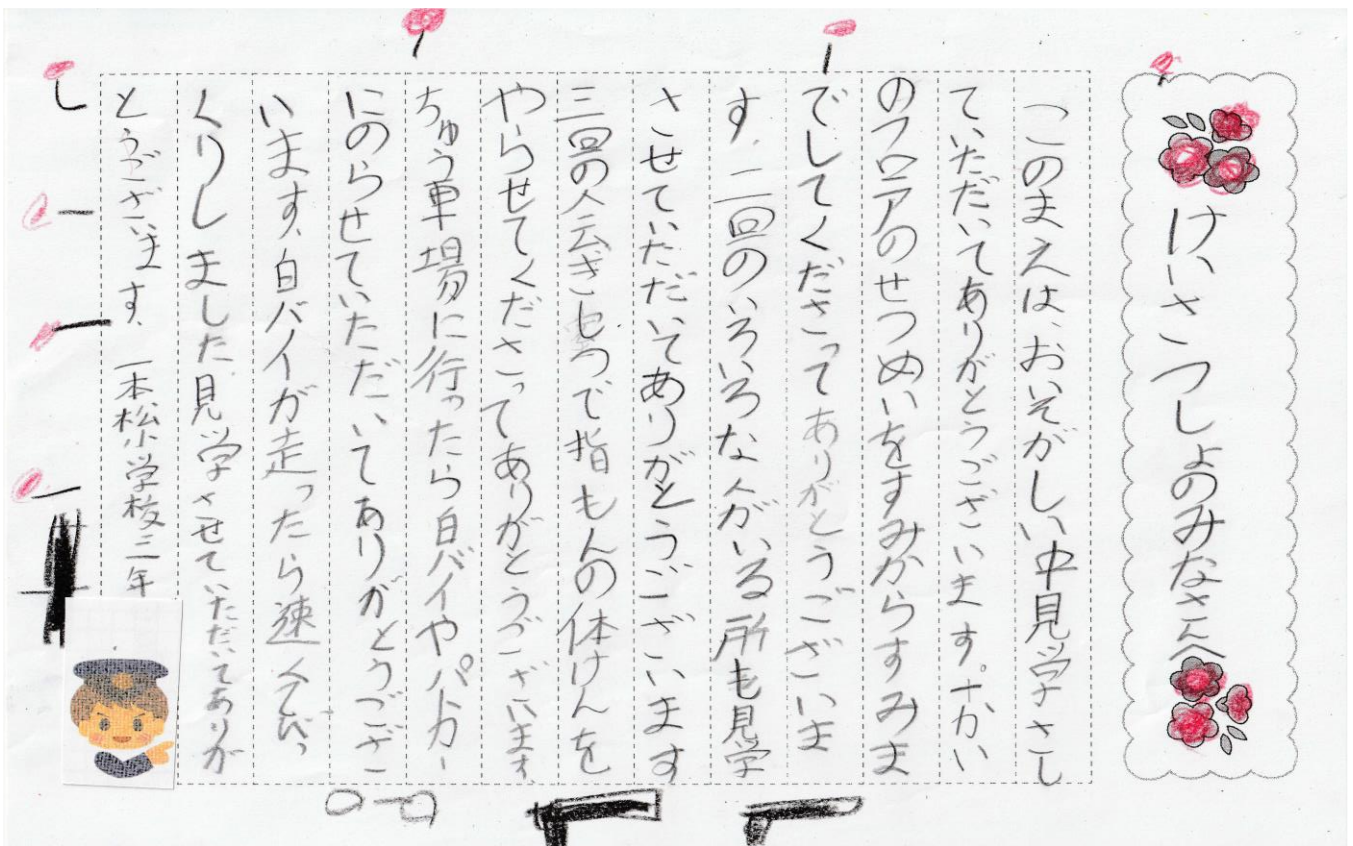 けいさつしょのみなさんへ
このまえは、おいそがしい中見学さし
ていただいてありがとうございます。十かい
のフロアのせつめいをすみからすみま
でしてくださってありがとうございま
す、二回のいろいろな人がいる所も見学
させていただいてありがとうございます
三回の会ぎしつで指もんの体けんを
やらせてくださってありがとうございます、
ちゅう車場に行ったら白バイやパトカー
にのらせていただいてありがとうござ
います、白バイが走ったら速くてびっ
くりしました、見学させていただいてありが
とうございます、 一本松小学校三年